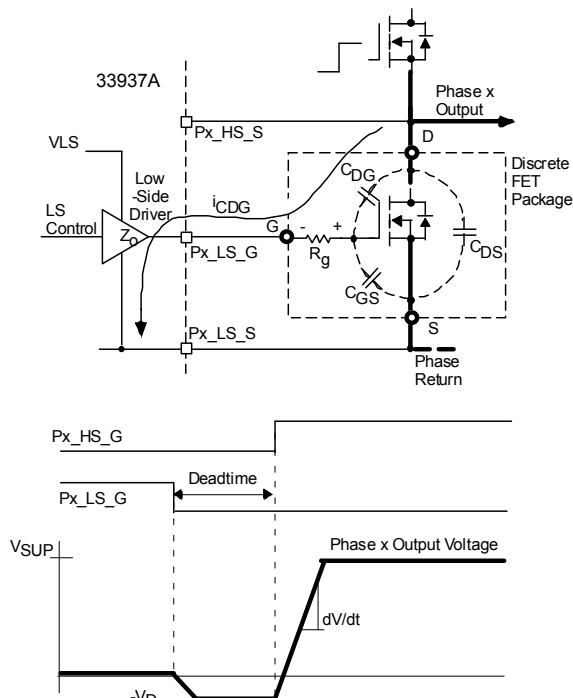 33937A
Phase x
Output
Px_HS_S
D
VLS
Discrete
FET
Package
CDG
Low
-Side
Driver
iCDG
LS
Control
ZO
G
- +
Px_LS_G
Rg
CDS
CGS
S
Px_LS_S
Phase
Return
Px_HS_G
Deadtime
Px_LS_G
VSUP
Phase x Output Voltage
dV/dt
-VD